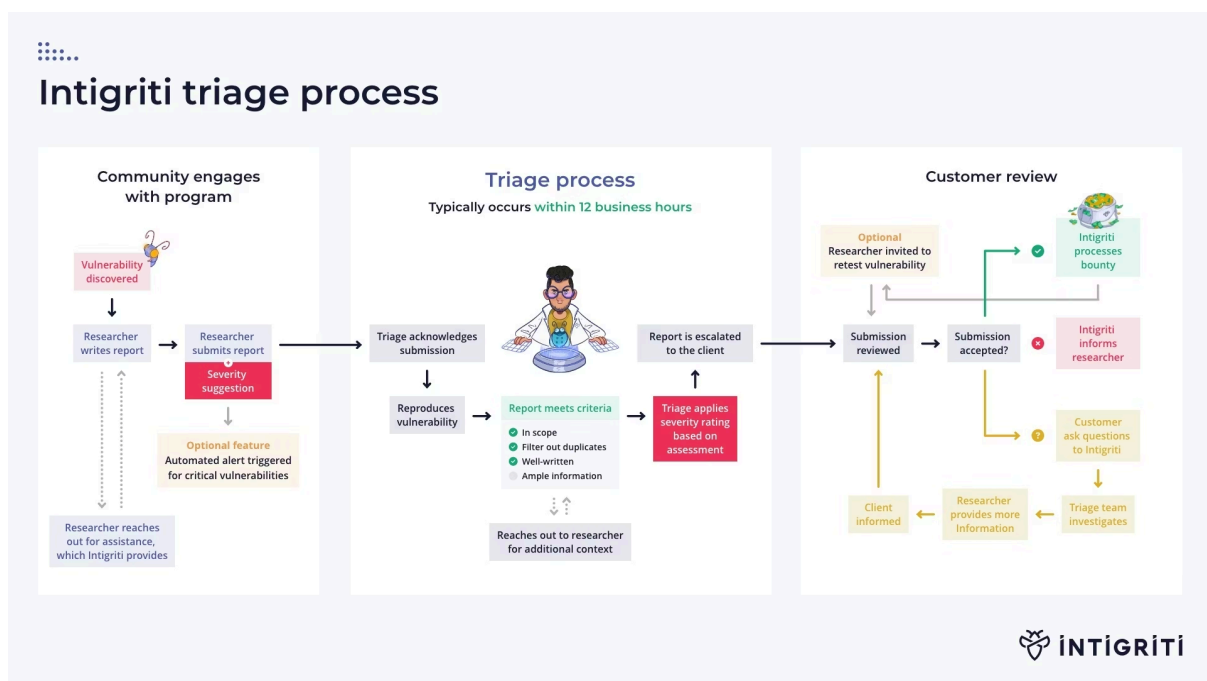 Intigriti triage process
Community engages
with program
Vulnerability
discovered
Researcher
writes report
Researcher
submits report
Severity
suggestion
Optional feature
Automated alert triggered
for critical vulnerabilities
Researcher reaches
out for assistance,
which Intigriti provides
Triage process
Typically occurs within 12 business hours
Triage acknowledges
submission
Reproduces
vulnerability
Report meets criteria
In scope
Filter out duplicates
Well-written
Ample information
Reaches out to researcher
for additional context
Triage applies
severity rating
based on
assessment
Report is escalated
to the client
Customer review
Optional
Researcher invited to
retest vulnerability
Submission
reviewed
Submission
accepted?
Intigriti
processes
bounty
Intigriti
informs
researcher
Customer
ask questions
to Intigriti
Triage team
investigates
Researcher
provides more
Information
Client
informed
INTIGRITI